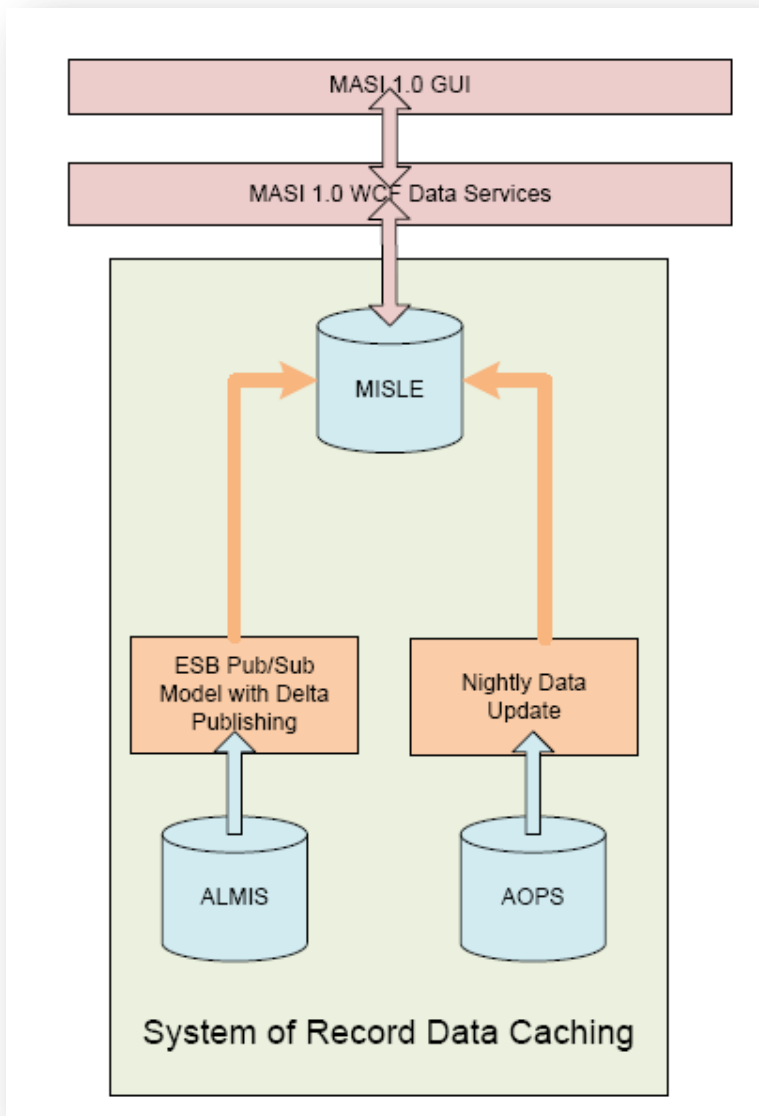 MASI 1.0 GUI
MASI 1.0 WCF Data Services
MISLE
ESB Pub/Sub
Model with Delta
Publishing
Nightly Data
Update
ALMIS
AOPS
System of Record Data Caching